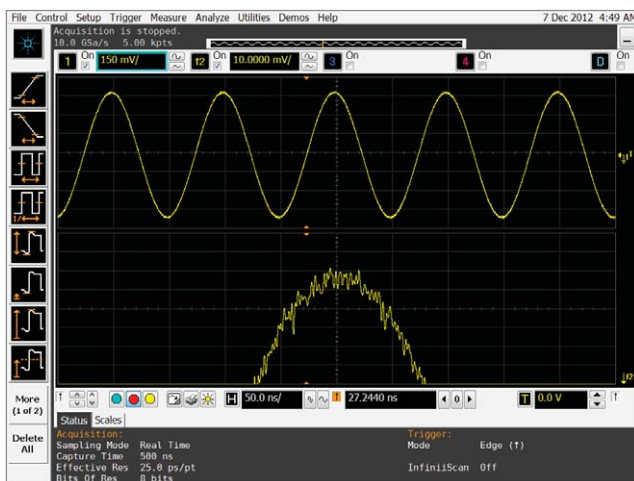 File Control Setup Trigger Measure Analyze Utilities Demos Help 7 Dec 2012 4:49 AM
Acquisition is stopped.
10.0 GSa/s 5.00 kpts
1 On 150 mV/ f2 On 10.0000 mV/ 3 On 4 On D On
More
(1 of 2)
Delete
All
H 50.0 ns/ 27.2440 ns 0 T 0.0 V
Status Scales
Acquisition: Trigger:
Sampling Mode Real Time Mode Edge (↑)
Capture Time 500 ns
Effective Res 25.0 ps/pt InfiniiScan Off
Bits Of Res 8 bits